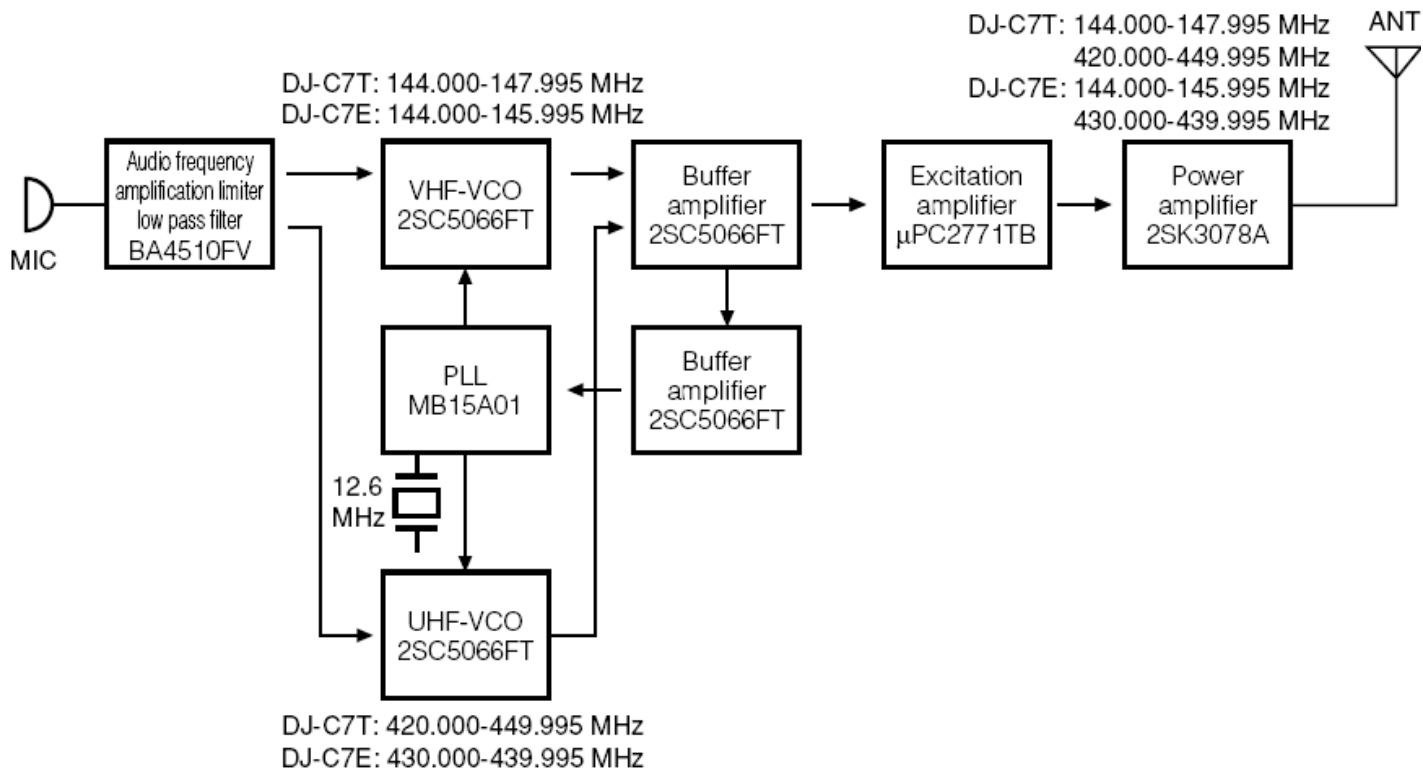 DJ-C7T: 144.000-147.995 MHz
420.000-449.995 MHz
DJ-C7E: 144.000-145.995 MHz
430.000-439.995 MHz
ANT
DJ-C7T: 144.000-147.995 MHz
DJ-C7E: 144.000-145.995 MHz
MIC
Audio frequency
amplification limiter
low pass filter
BA4510FV
VHF-VCO
2SC5066FT
Buffer
amplifier
2SC5066FT
Excitation
amplifier
µPC2771TB
Power
amplifier
2SK3078A
PLL
MB15A01
Buffer
amplifier
2SC5066FT
12.6
MHz
UHF-VCO
2SC5066FT
DJ-C7T: 420.000-449.995 MHz
DJ-C7E: 430.000-439.995 MHz